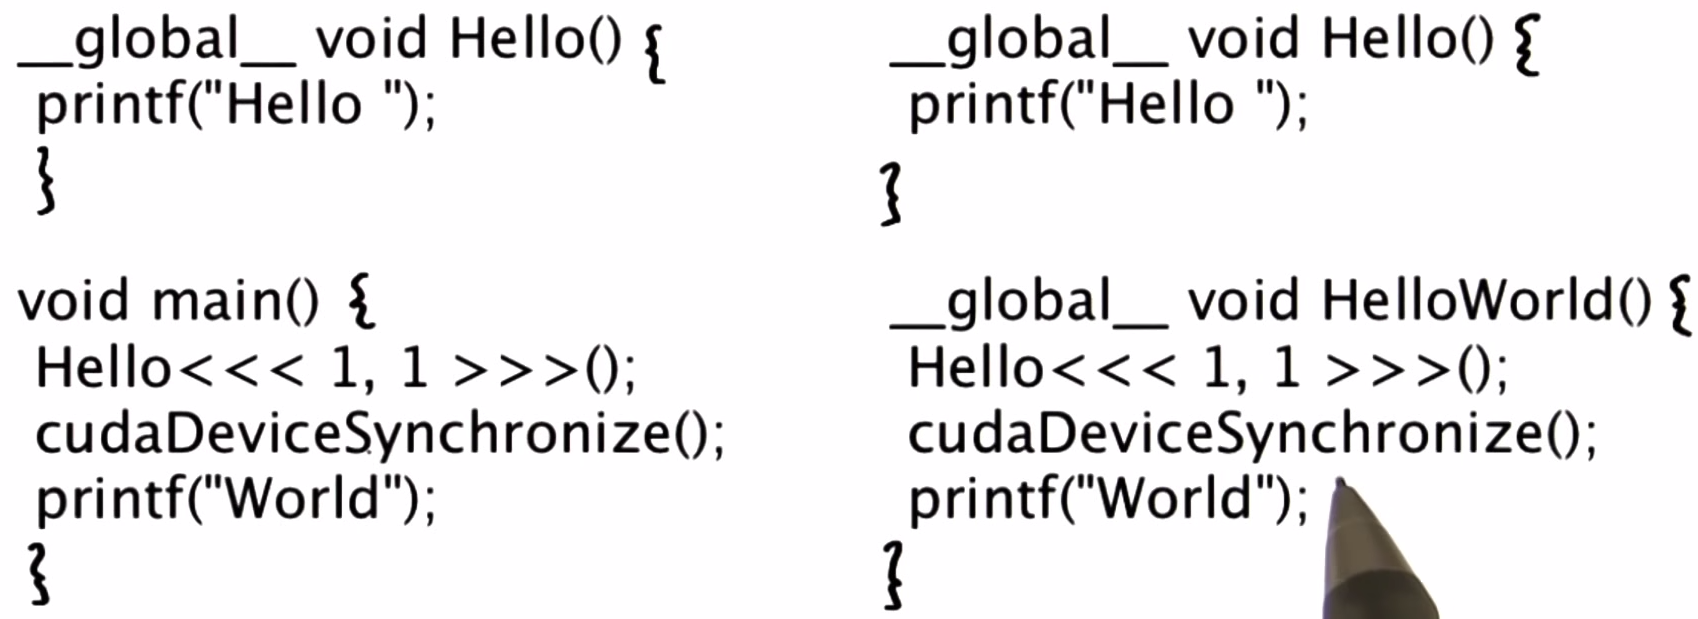 __global__ void Hello() {
printf("Hello ");
}
void main() {
Hello<<< 1, 1 >>>();
cudaDeviceSynchronize();
printf("World");
}
__global__ void Hello() {
printf("Hello ");
}
__global__ void HelloWorld() {
Hello<<< 1, 1 >>>();
cudaDeviceSynchronize();
printf("World");
}